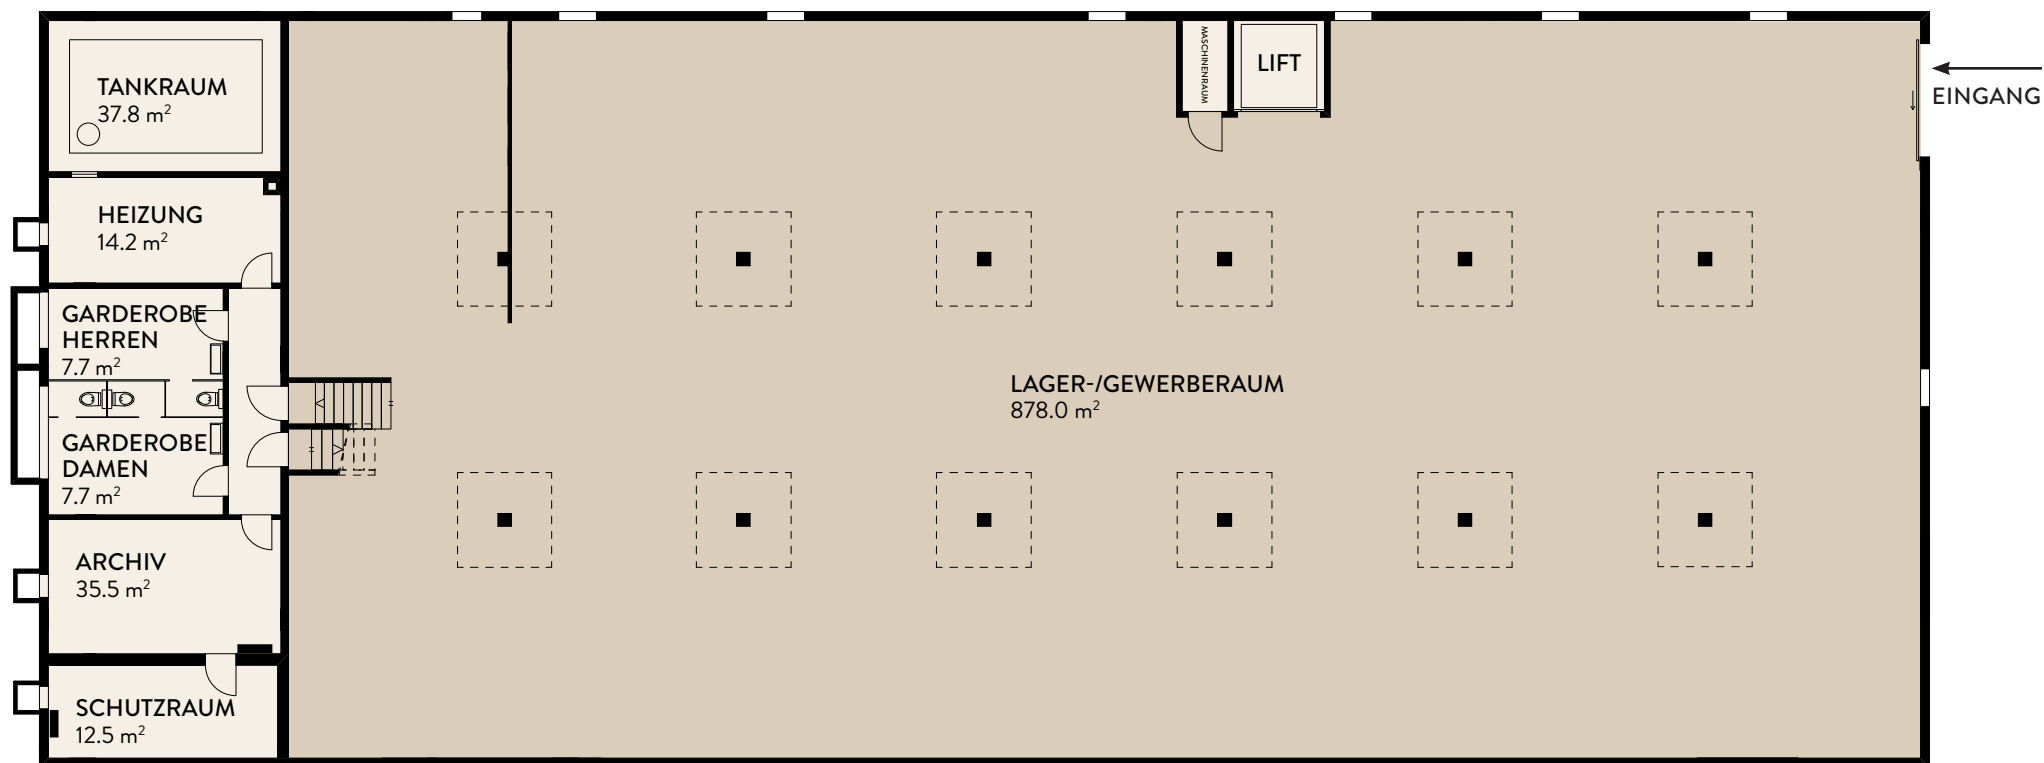 TANKRAUM
37.8 m²
MASCHINENRAUM
LIFT
EINGANG
HEIZUNG
14.2 m²
GARDEROBE
HERREN
7.7 m²
LAGER-/GEWERBERAUM
878.0 m²
GARDEROBE
DAMEN
7.7 m²
ARCHIV
35.5 m²
SCHUTZRAUM
12.5 m²